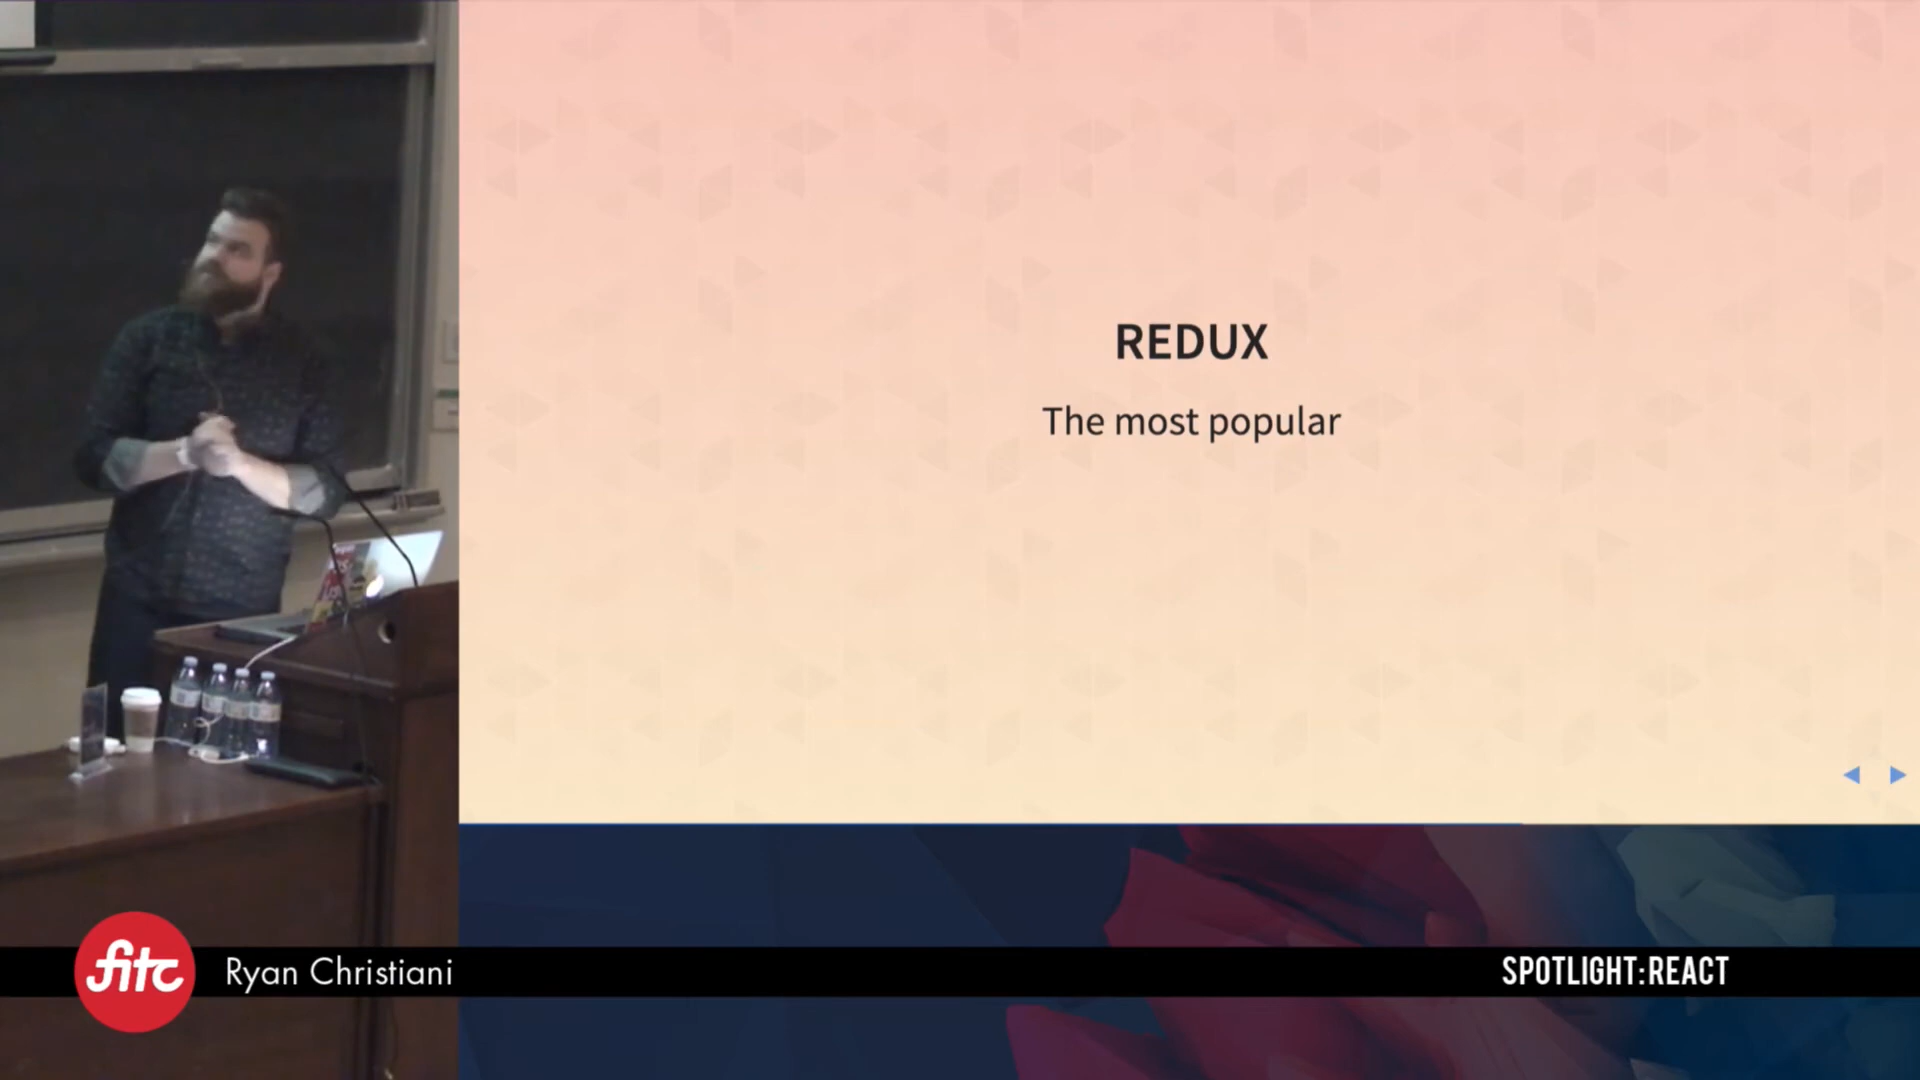 REDUX
The most popular
fitc
Ryan Christiani
SPOTLIGHT:REACT